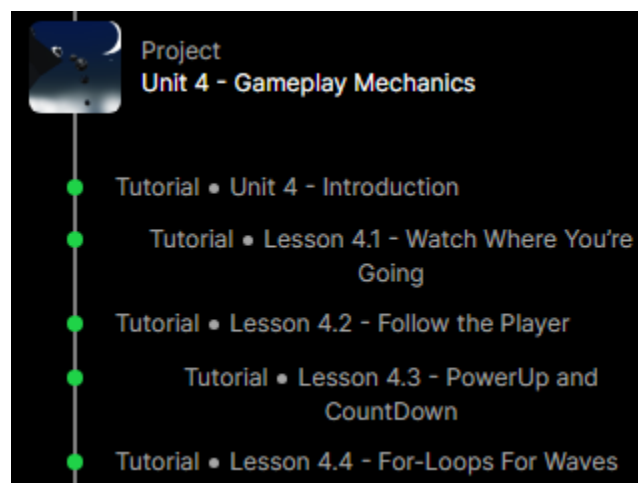 Project
Unit 4 - Gameplay Mechanics
Tutorial • Unit 4 - Introduction
Tutorial • Lesson 4.1 - Watch Where You’re
Going
Tutorial • Lesson 4.2 - Follow the Player
Tutorial • Lesson 4.3 - PowerUp and
CountDown
Tutorial • Lesson 4.4 - For-Loops For Waves